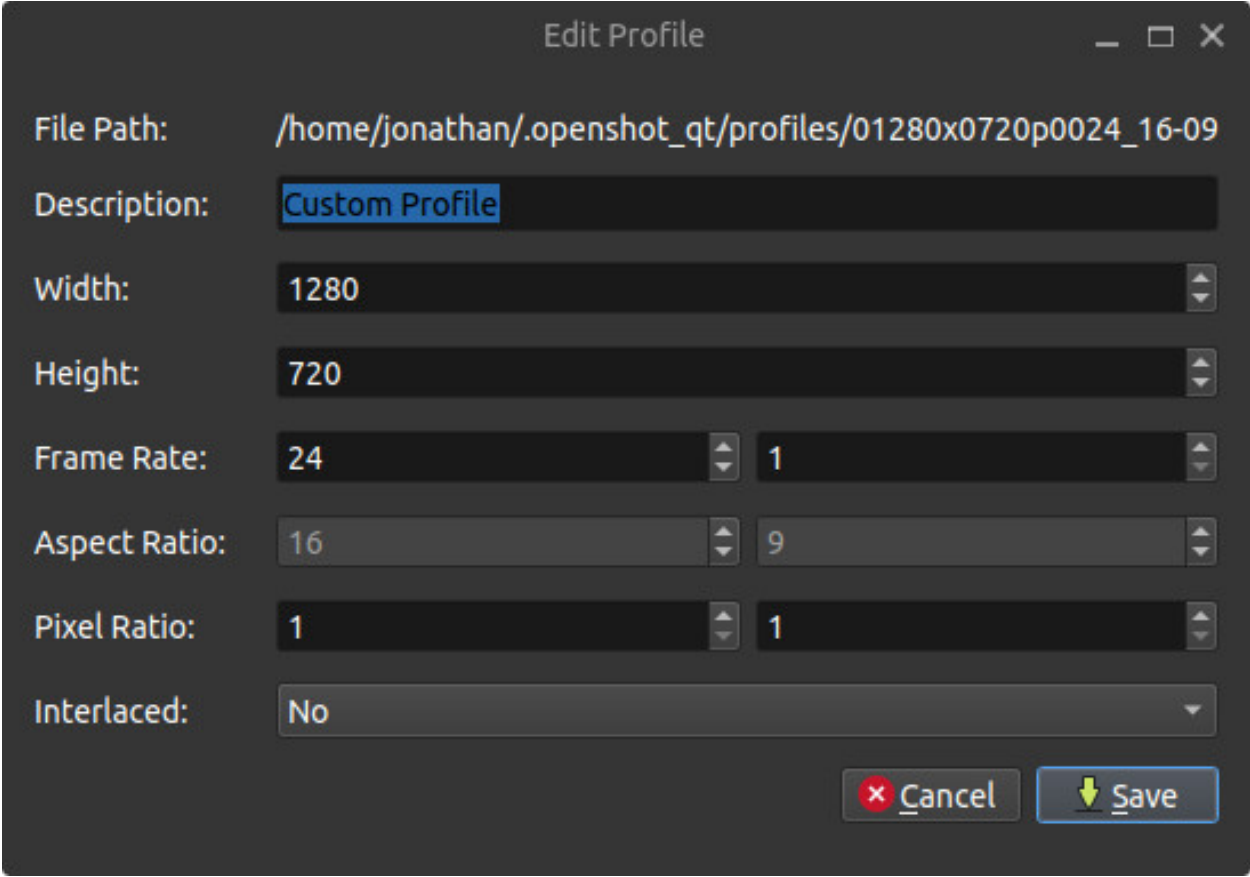 Edit Profile
File Path: /home/jonathan/.openshot_qt/profiles/01280x0720p0024_16-09
Description: Custom Profile
Width: 1280
Height: 720
Frame Rate: 24 1
Aspect Ratio: 16 9
Pixel Ratio: 1 1
Interlaced: No
Cancel Save